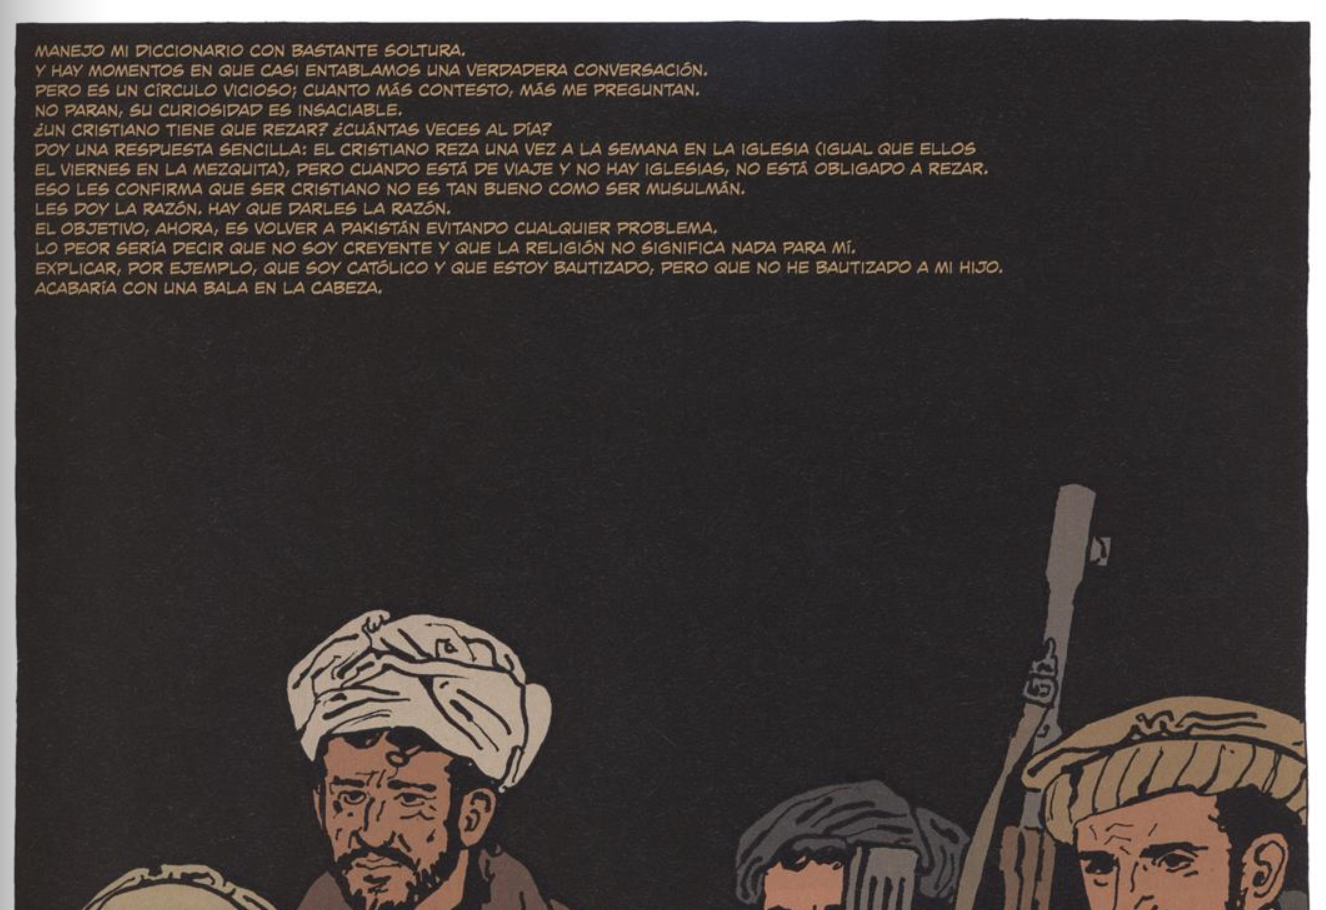 MANEJO MI DICCIONARIO CON BASTANTE SOLTURA.
Y HAY MOMENTOS EN QUE CASI ENTABLAMOS UNA VERDADERA CONVERSACIÓN.
PERO ES UN CÍRCULO VICIOSO; CUANTO MÁS CONTESTO, MÁS ME PREGUNTAN.
NO PARAN, SU CURIOSIDAD ES INSACIABLE.
¿UN CRISTIANO TIENE QUE REZAR? ¿CUÁNTAS VECES AL DÍA?
DOY UNA RESPUESTA SENCILLA: EL CRISTIANO REZA UNA VEZ A LA SEMANA EN LA IGLESIA (IGUAL QUE ELLOS
EL VIERNES EN LA MEZQUITA), PERO CUANDO ESTÁ DE VIAJE Y NO HAY IGLESIAS, NO ESTÁ OBLIGADO A REZAR.
ESO LES CONFIRMA QUE SER CRISTIANO NO ES TAN BUENO COMO SER MUSULMÁN.
LES DOY LA RAZÓN. HAY QUE DARLES LA RAZÓN.
EL OBJETIVO, AHORA, ES VOLVER A PAKISTÁN EVITANDO CUALQUIER PROBLEMA.
LO PEOR SERÍA DECIR QUE NO SOY CREYENTE Y QUE LA RELIGIÓN NO SIGNIFICA NADA PARA MÍ.
EXPLICAR, POR EJEMPLO, QUE SOY CATÓLICO Y QUE ESTOY BAUTIZADO, PERO QUE NO HE BAUTIZADO A MI HIJO.
ACABARÍA CON UNA BALA EN LA CABEZA.